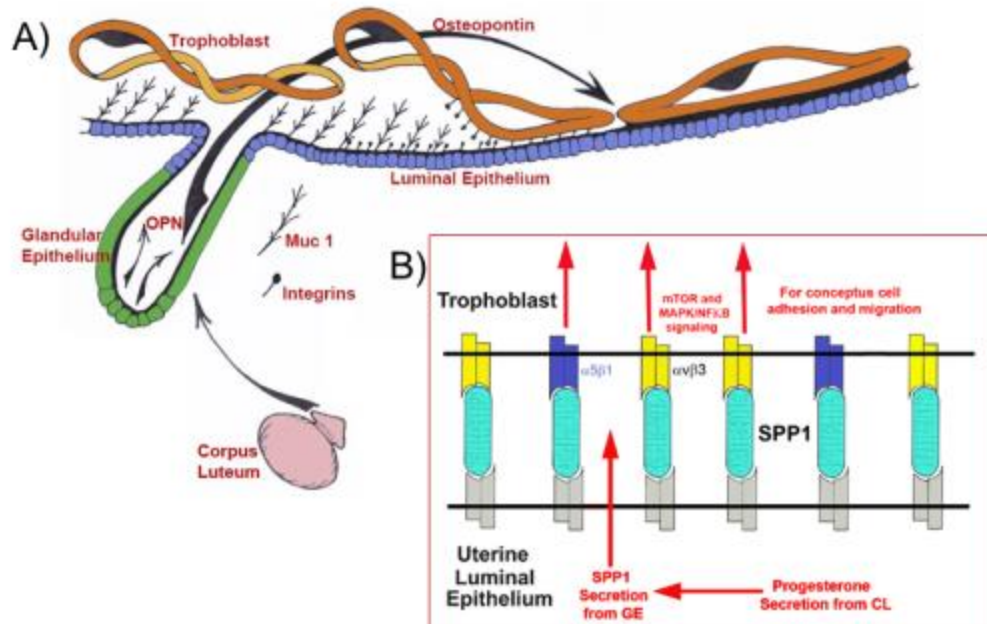 A)
Trophoblast
Osteopontin
Luminal Epithelium
Glandular
Epithelium
OPN
Muc 1
Integrins
Corpus
Luteum
B)
Trophoblast
mTOR and
MAPK/NFλB
signaling
For conceptus cell
adhesion and migration
α5β1
αvβ3
SPP1
Uterine
Luminal
Epithelium
SPP1
Secretion
from GE
Progesterone
Secretion from CL